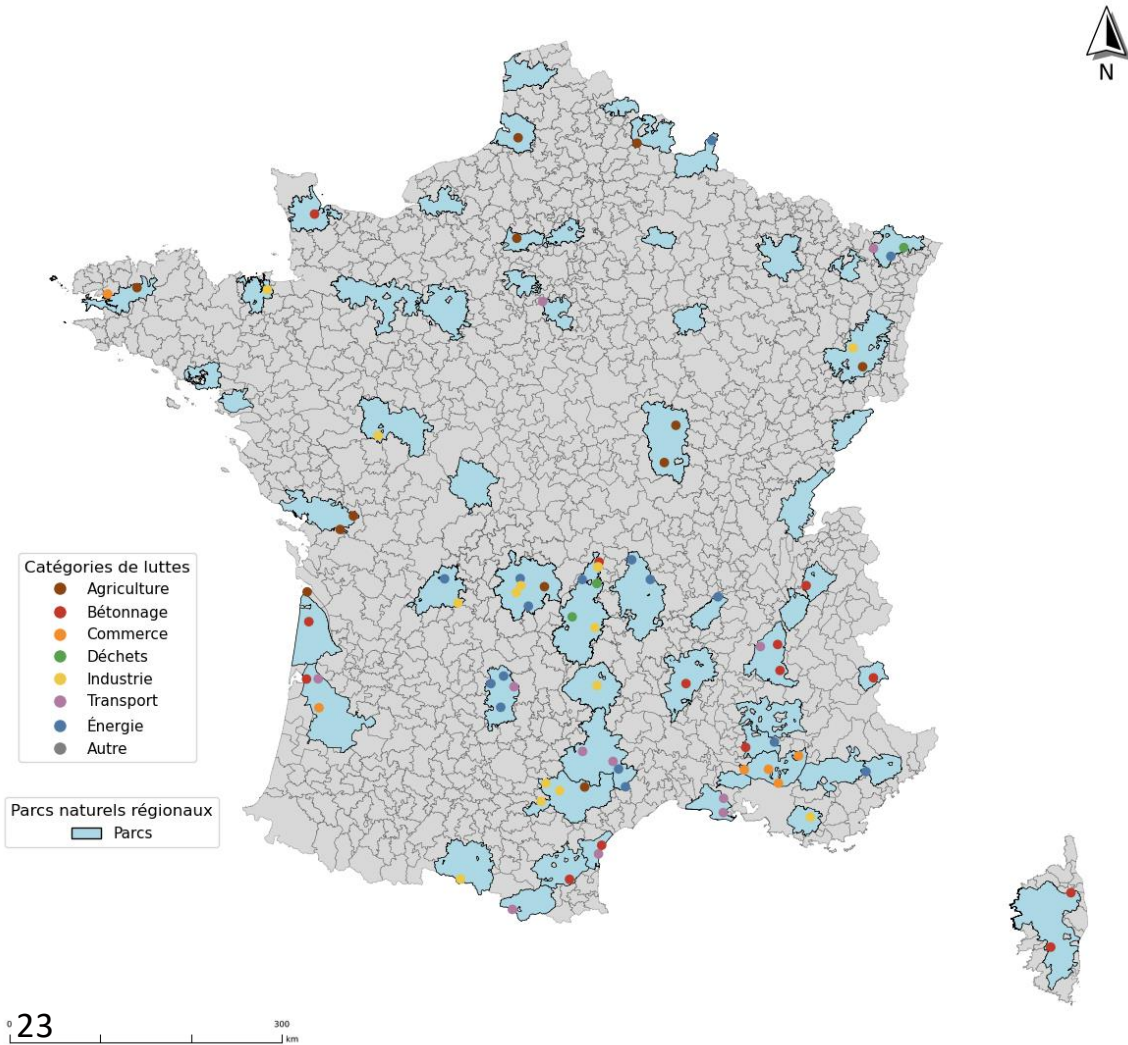 N
Catégories de luttes
Agriculture
Bétonnage
Commerce
Déchets
Industrie
Transport
Énergie
Autre
Parcs naturels régionaux
Parcs
0 23 300
km